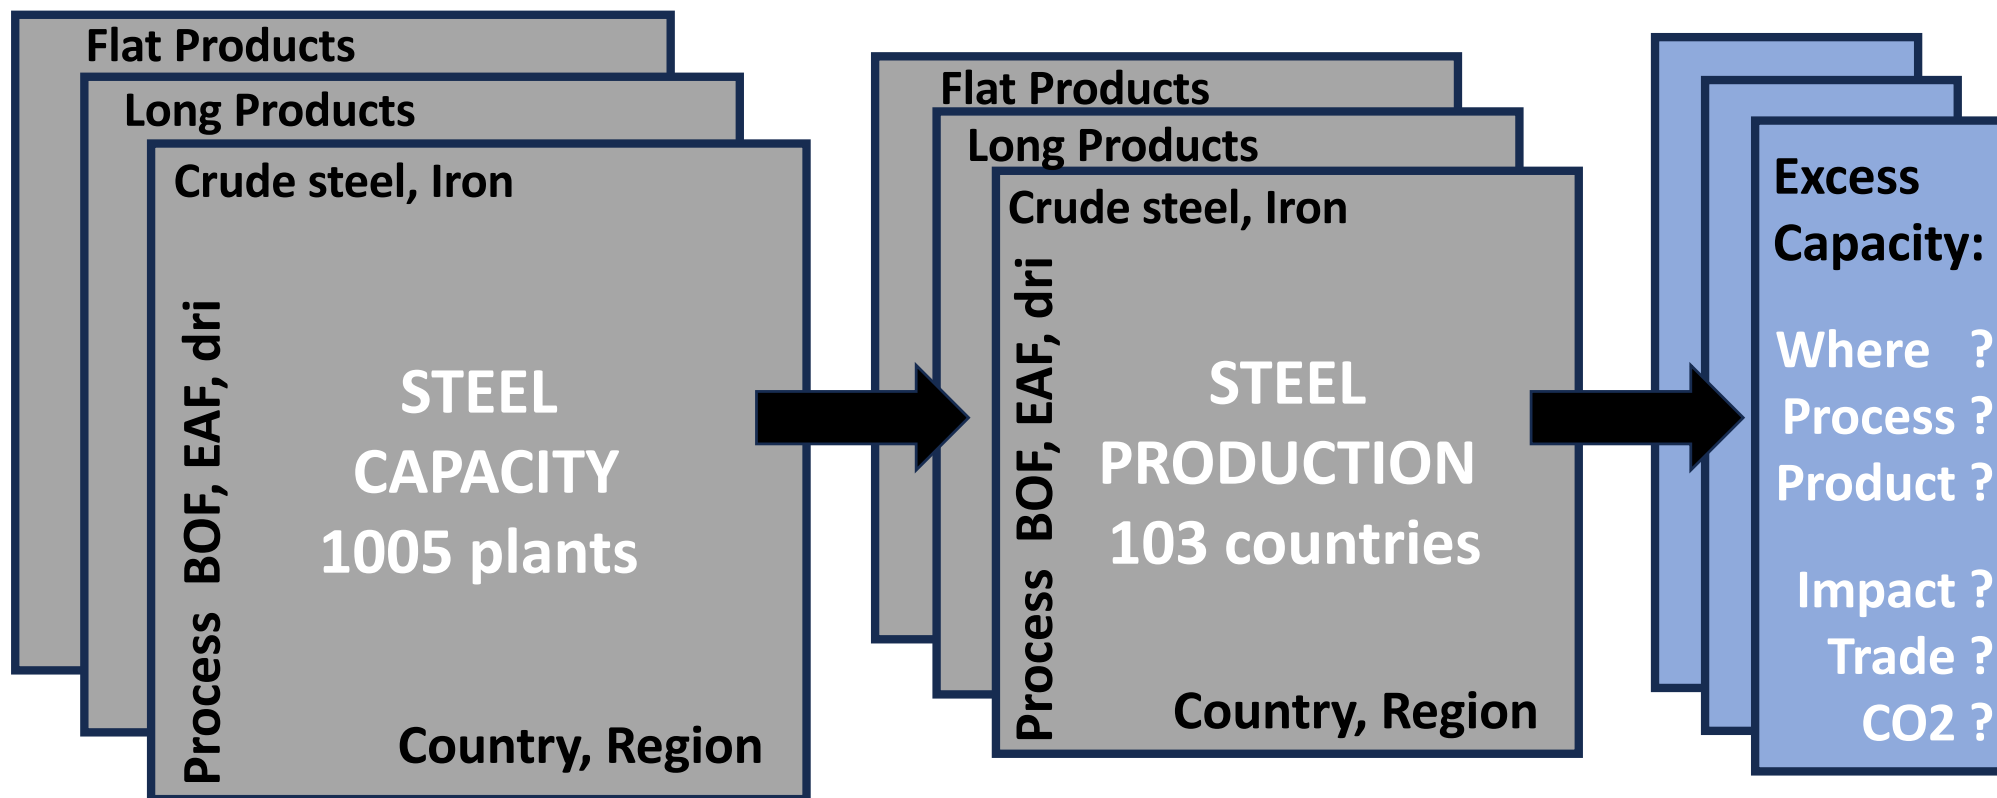 Flat Products
Long Products
Crude steel, Iron
Process  BOF, EAF, dri
STEEL
CAPACITY
1005 plants
Country, Region
Flat Products
Long Products
Crude steel, Iron
Process  BOF, EAF, dri
STEEL
PRODUCTION
103 countries
Country, Region
Excess
Capacity:
Where ?
Process ?
Product ?
Impact ?
Trade ?
CO2 ?